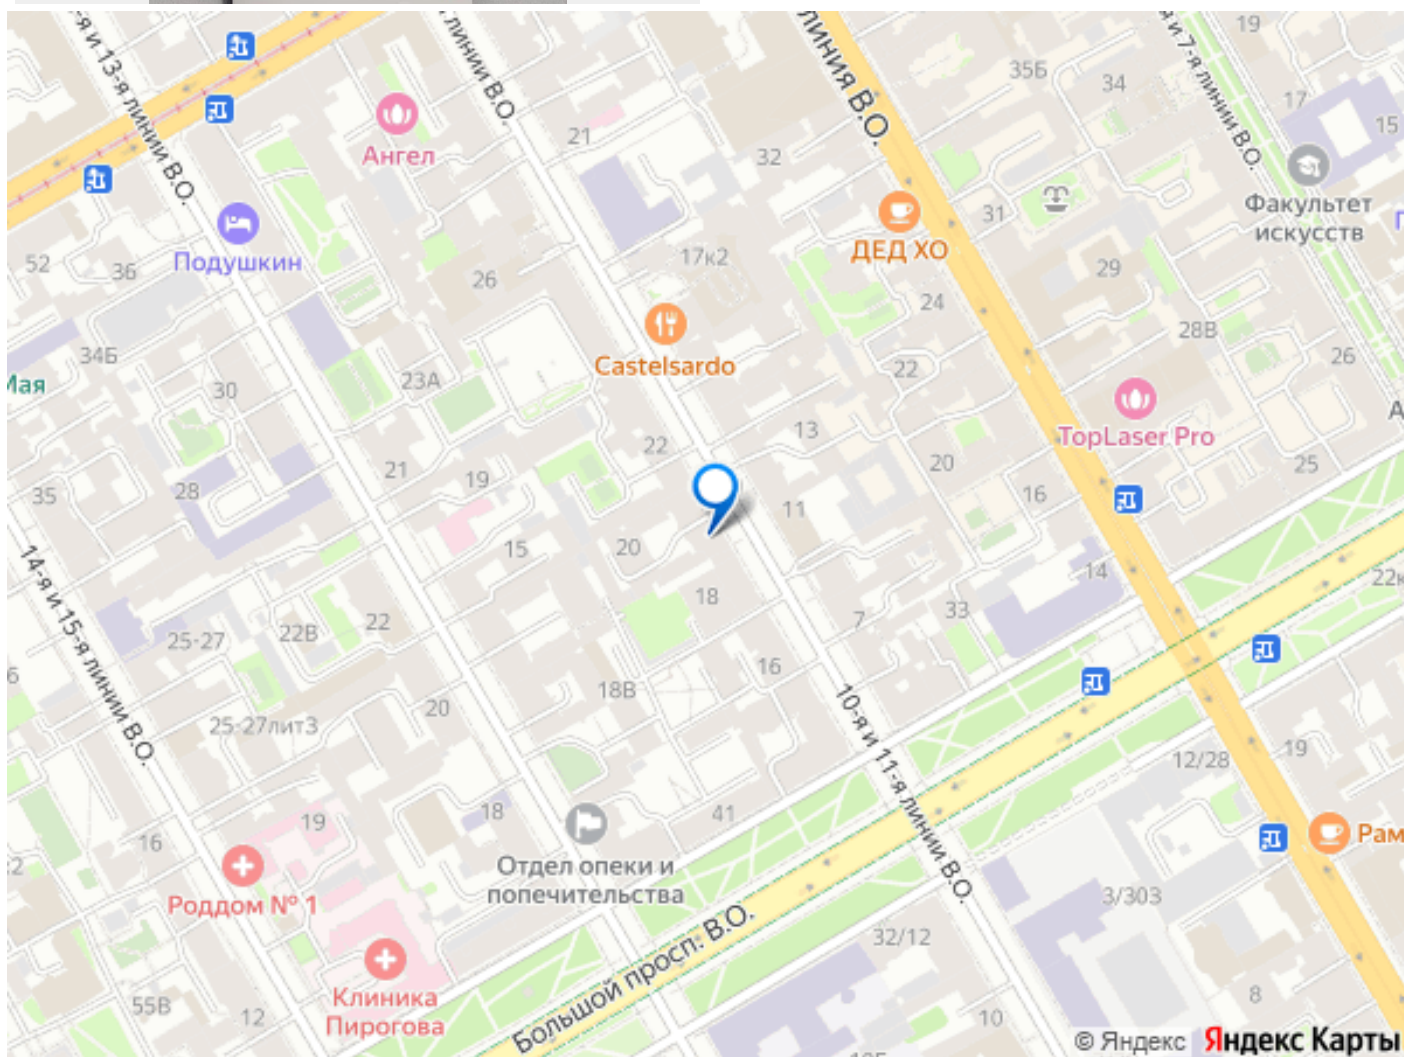 -я и 13-я линии В.О.
линии В.О.
ЛИНИЯ В.О.
и 7-я линии В.О.
19
35Б
34
17
15
21
Ангел
32
Факультет
искусств
ДЕД ХО
31
Подушкин
52
36
26
17к2
29
24
28В
Castelsardo
34Б
Мая
30
23А
22
26
TopLaser Pro
13
22
20
25
21
19
28
35
16
11
15
20
14
22к
18
33
7
14-я и 15-я линии В.О.
25-27
22В
22
16
18В
10-я и 11-я линии В.О.
20
25-27лит3
12/28
19
41
18
19
16
Рам
Отдел опеки и
попечительства
Роддом № 1
3/303
32/12
Большой просп. В.О.
Клиника
Пирогова
55В
12
8
10
© Яндекс Яндекс Карты